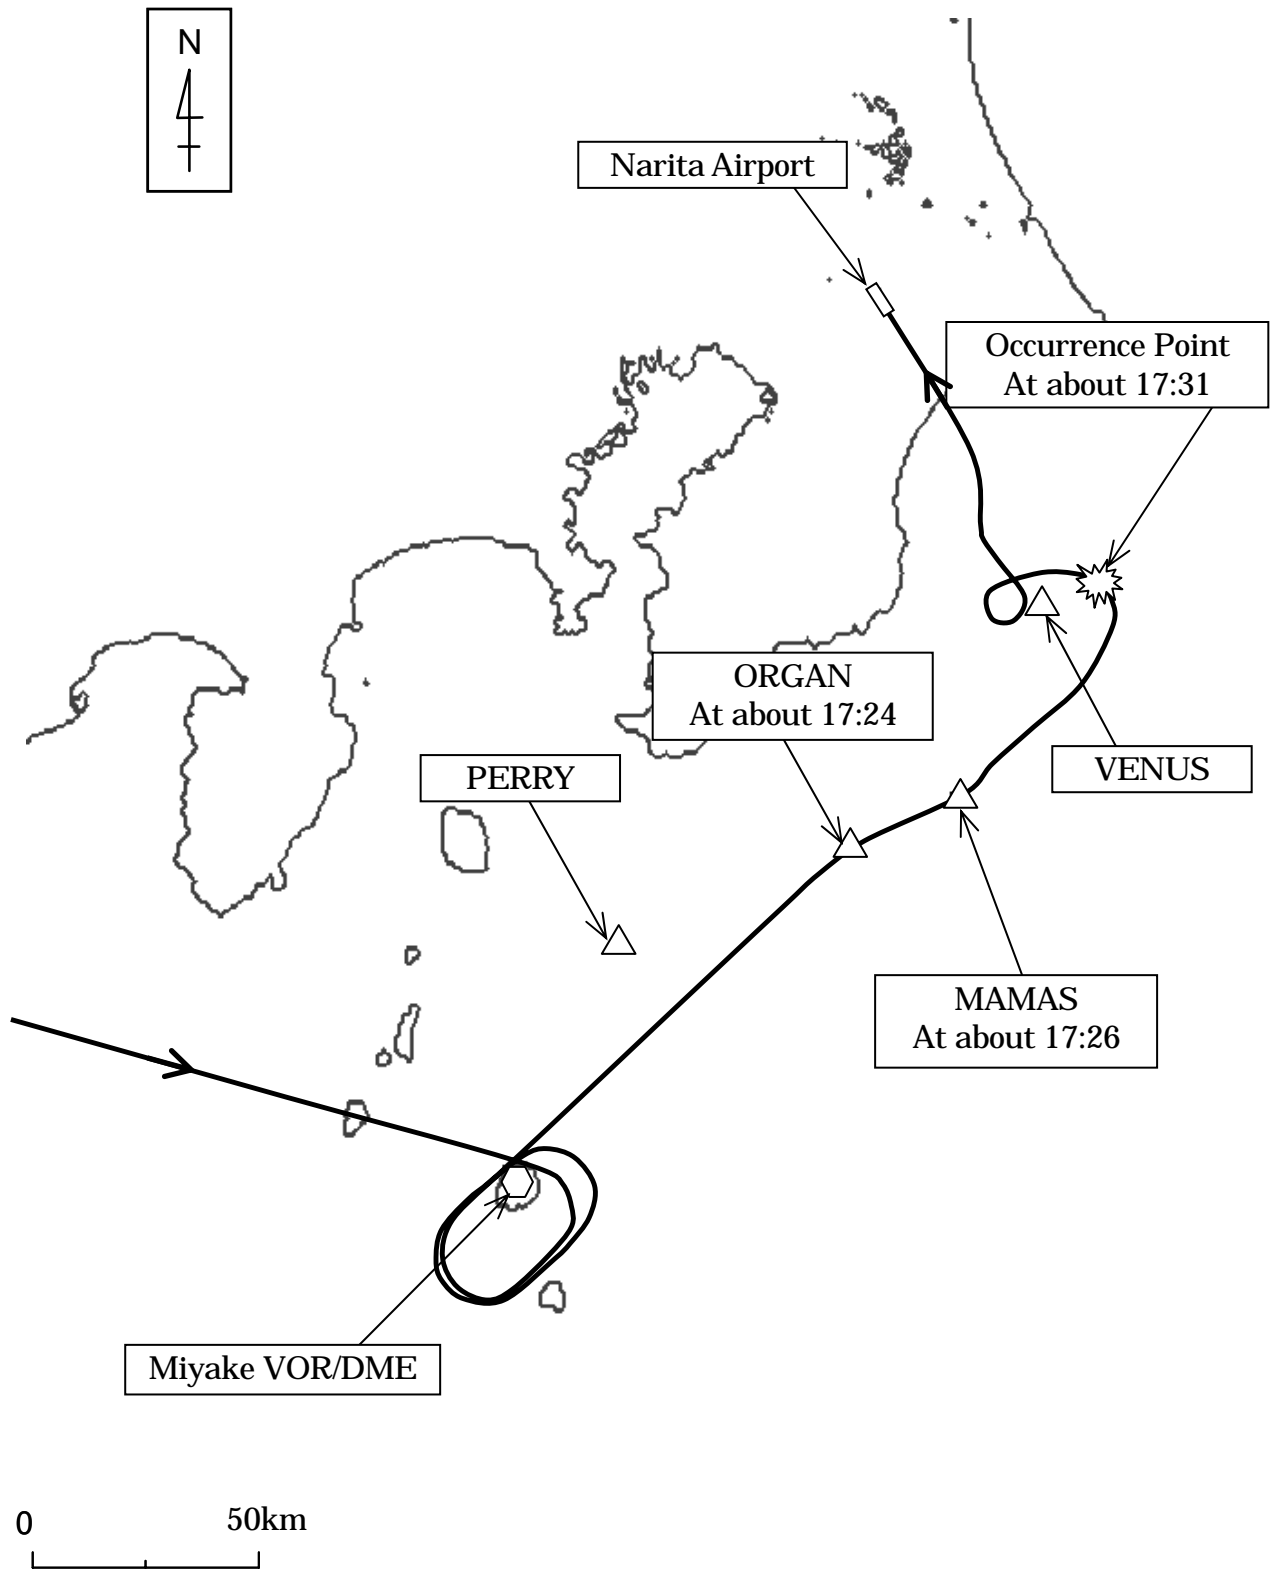 N
Narita Airport
Occurrence Point
At about 17:31
ORGAN
At about 17:24
VENUS
PERRY
MAMAS
At about 17:26
Miyake VOR/DME
0 50km